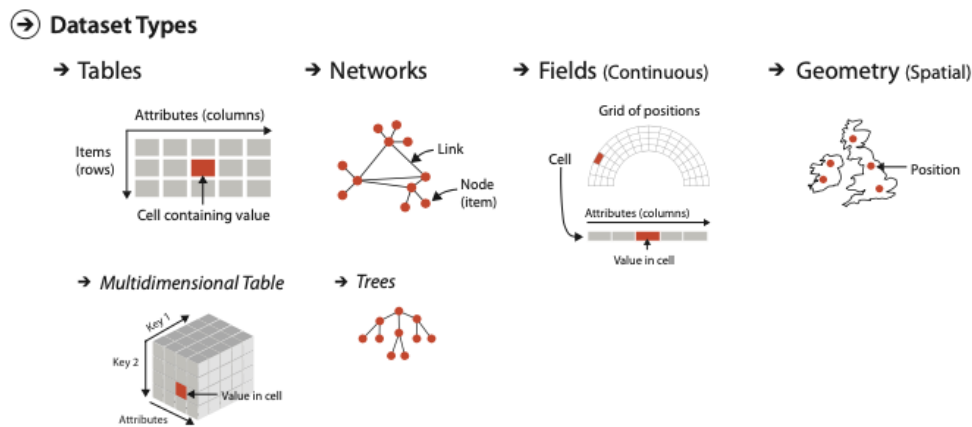 Dataset Types
Tables
Networks
Fields (Continuous)
Geometry (Spatial)
Attributes (columns)
Items
(rows)
Cell containing value
Link
Node
(item)
Grid of positions
Cell
Attributes (columns)
Value in cell
Position
Multidimensional Table
Trees
Key 1
Key 2
Value in cell
Attributes